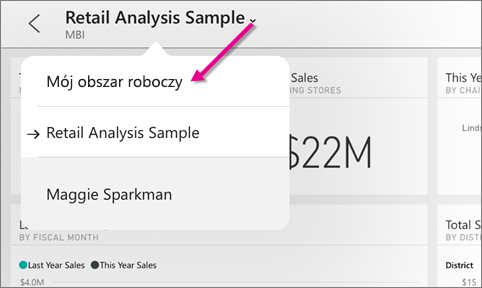 Retail Analysis Sample
MBI
Mój obszar roboczy
Retail Analysis Sample
Maggie Sparkman
Sales
ING STORES
This Ye
BY CHAI
Linds
$22M
BY FISCAL MONTH
Last Year Sales This Year Sales
$4.0M
Total S
BY DIST
District
$15